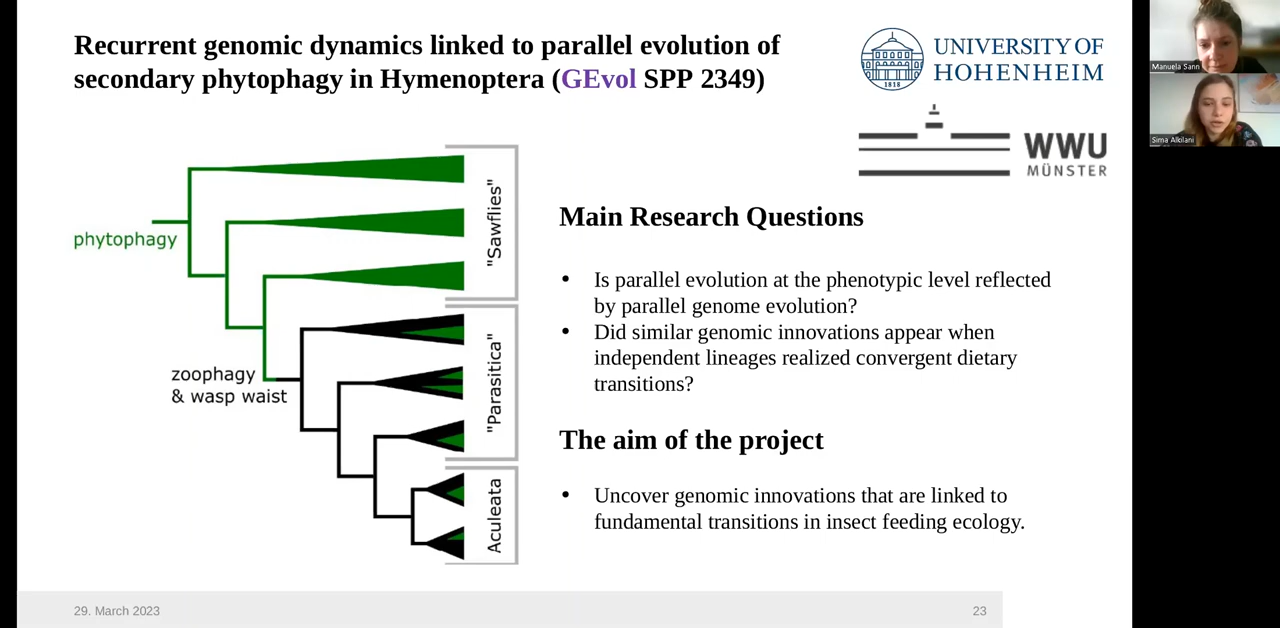 Recurrent genomic dynamics linked to parallel evolution of
secondary phytophagy in Hymenoptera (GEvol SPP 2349)
UNIVERSITY OF
HOHENHEIM
1818
WWU
MÜNSTER
Manuela Sann
Sima Alkilani
phytophagy
zoophagy
& wasp waist
"Sawflies"
"Parasitica"
Aculeata
Main Research Questions
• Is parallel evolution at the phenotypic level reflected
by parallel genome evolution?
• Did similar genomic innovations appear when
independent lineages realized convergent dietary
transitions?
The aim of the project
• Uncover genomic innovations that are linked to
fundamental transitions in insect feeding ecology.
29. March 2023
23